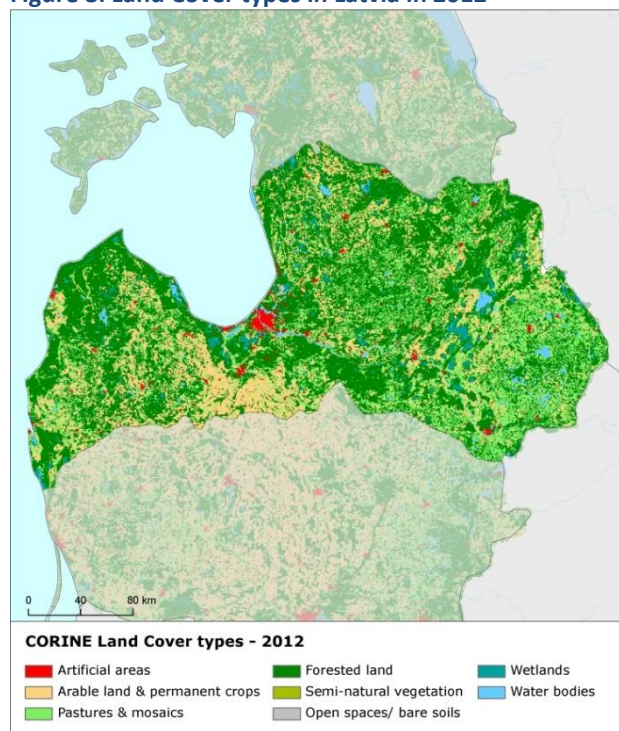 Figure 8: Land Cover types in Latvia in 2012
0 40 80 km
CORINE Land Cover types - 2012
Artificial areas
Arable land & permanent crops
Pastures & mosaics
Forested land
Semi-natural vegetation
Open spaces/ bare soils
Wetlands
Water bodies